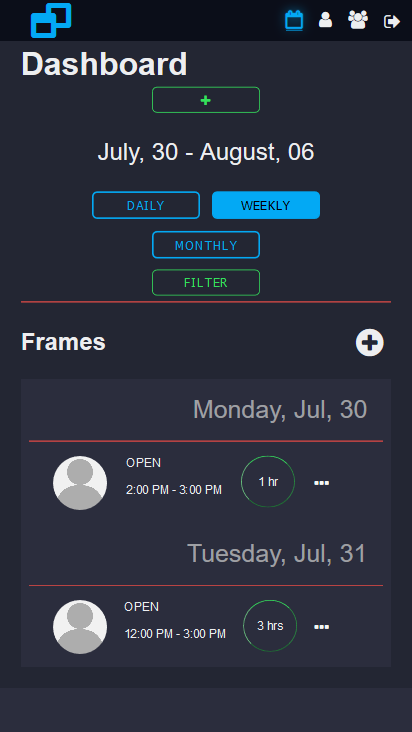 Dashboard
July, 30 - August, 06
DAILY
WEEKLY
MONTHLY
FILTER
Frames
Monday, Jul, 30
OPEN
2:00 PM - 3:00 PM
1 hr
Tuesday, Jul, 31
OPEN
12:00 PM - 3:00 PM
3 hrs